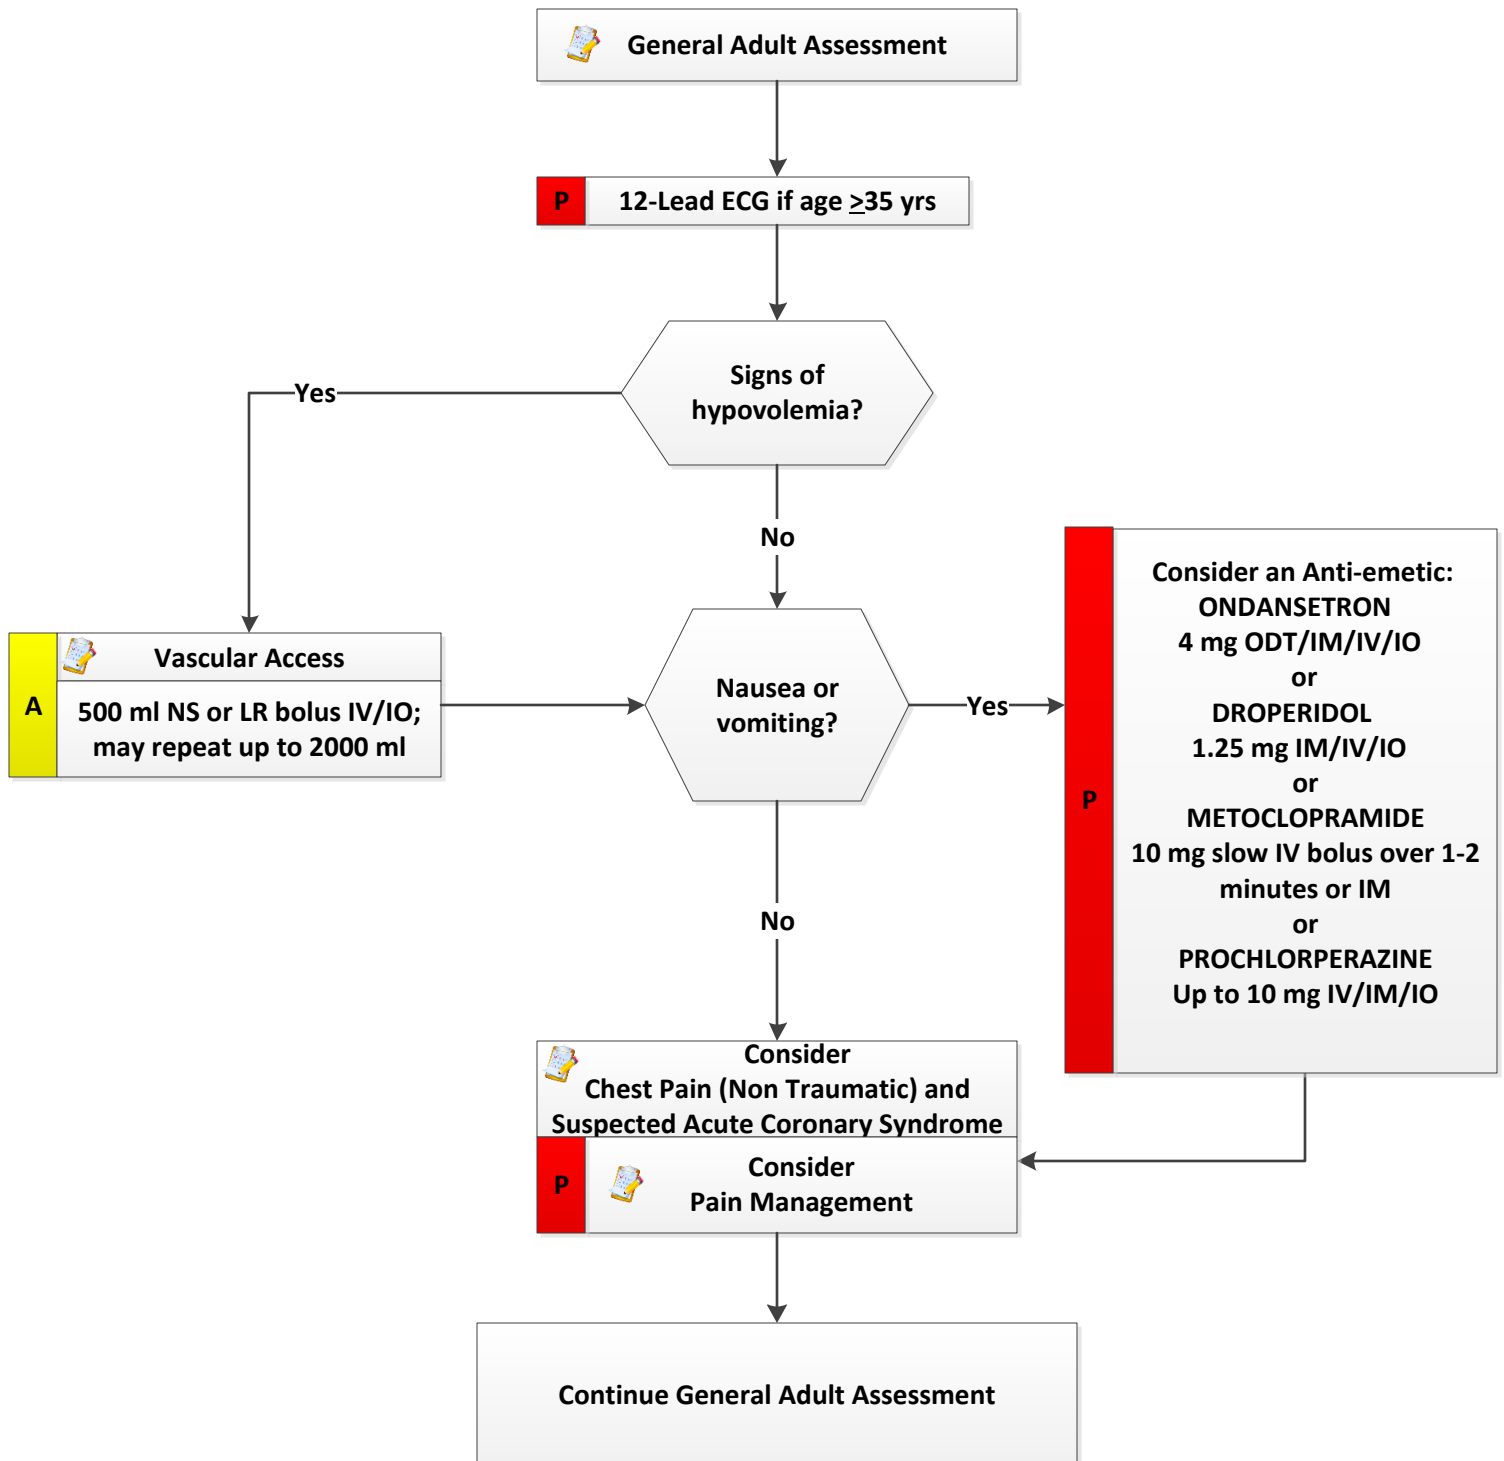 General Adult Assessment
P
12-Lead ECG if age ≥35 yrs
Signs of
hypovolemia?
Yes
No
A
Vascular Access
500 ml NS or LR bolus IV/IO;
may repeat up to 2000 ml
Nausea or
vomiting?
Yes
P
Consider an Anti-emetic:
ONDANSETRON
4 mg ODT/IM/IV/IO
or
DROPERIDOL
1.25 mg IM/IV/IO
or
METOCLOPRAMIDE
10 mg slow IV bolus over 1-2
minutes or IM
or
PROCHLORPERAZINE
Up to 10 mg IV/IM/IO
No
Consider
Chest Pain (Non Traumatic) and
Suspected Acute Coronary Syndrome
P
Consider
Pain Management
Continue General Adult Assessment